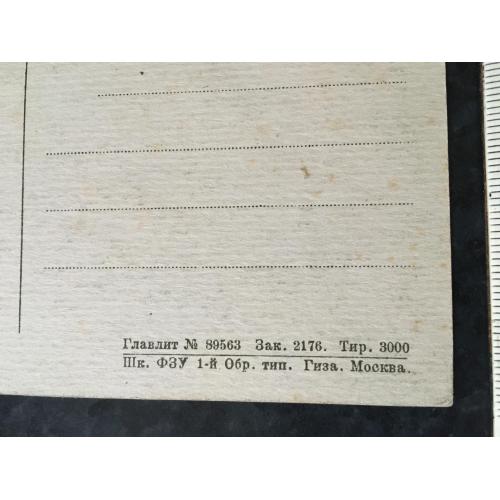 Главлит № 89563 Зак. 2176. Тир. 3000
Шк. ФЗУ 1-й Обр. тип. Гиза. Москва.